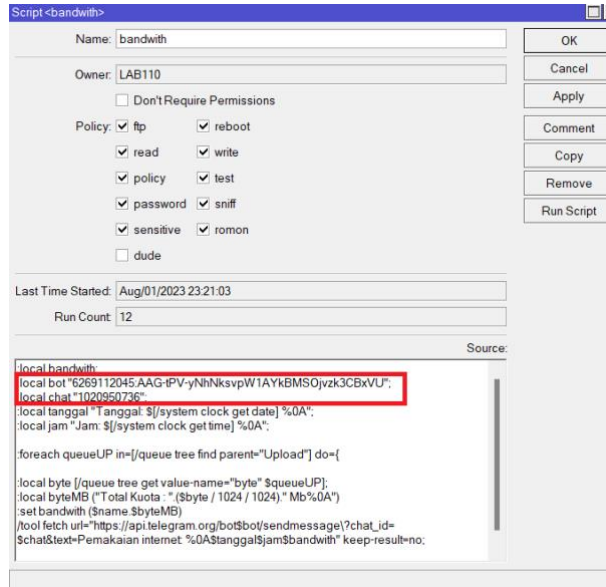 Script <bandwith>
Name: bandwith
OK
Owner: LAB110
Cancel
Don't Require Permissions
Apply
Policy: ftp reboot
Comment
read write
Copy
policy test
Remove
password sniff
Run Script
sensitive romon
dude
Last Time Started: Aug/01/2023 23:21:03
Run Count: 12
Source:
:local bandwith;
:local bot "6269112045:AAG-tPV-yNhNksvpW1AYkBMSOjvzk3CBxVU";
:local chat "1020950736";
:local tanggal "Tanggal: $[/system clock get date] %0A";
:local jam "Jam: $[/system clock get time] %0A";
:foreach queueUP in=[/queue tree find parent="Upload"] do={
:local byte [/queue tree get value-name="byte" $queueUP];
:local byteMB ("Total Kuota : ".($byte / 1024 / 1024)." Mb%0A")
:set bandwith ($name.$byteMB)
/tool fetch url="https://api.telegram.org/bot$bot/sendmessage\?chat_id=
$chat&text=Pemakaian internet: %0A$tanggal$jam$bandwith" keep-result=no;